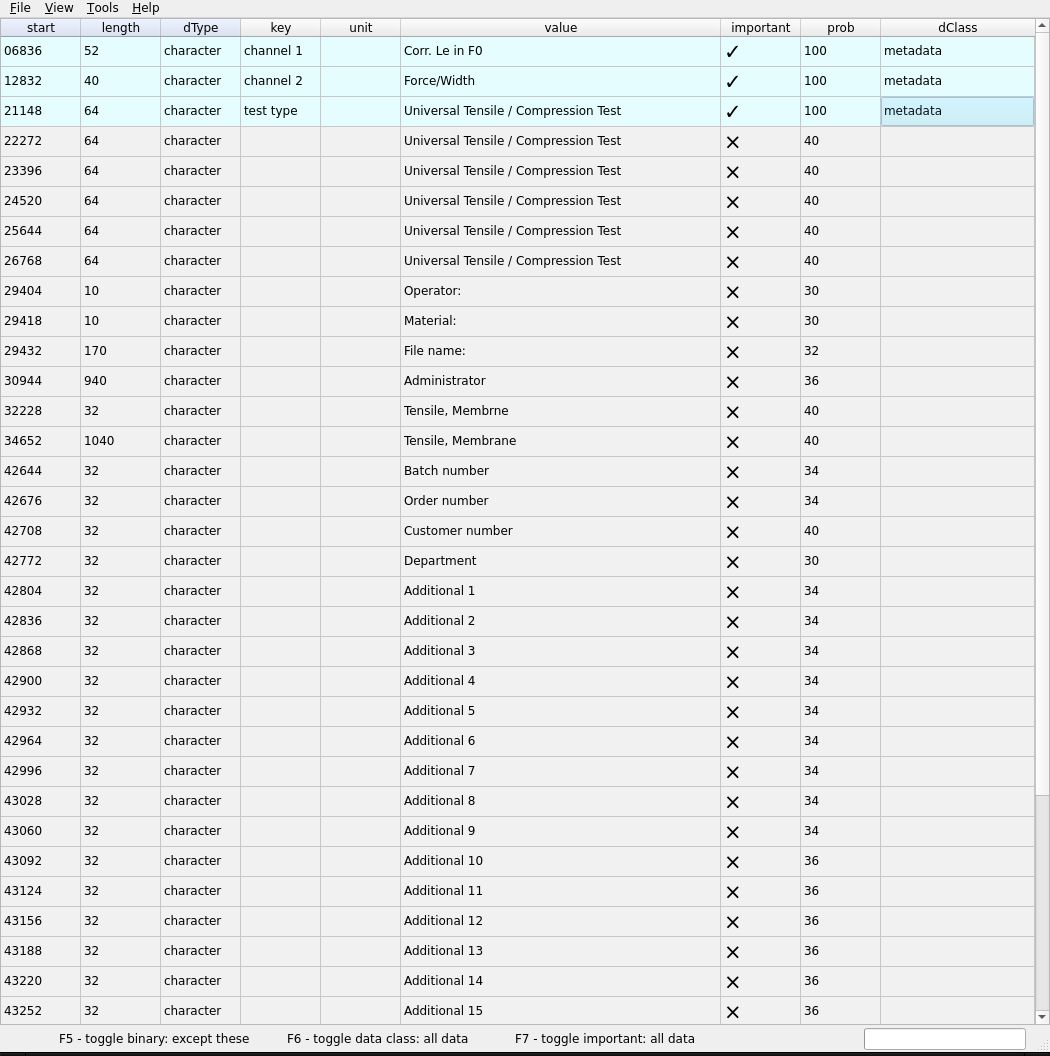 File View Tools Help
start length dType key unit value important prob dClass
06836 52 character channel 1 Corr. Le in F0 ✓ 100 metadata
12832 40 character channel 2 Force/Width ✓ 100 metadata
21148 64 character test type Universal Tensile / Compression Test ✓ 100 metadata
22272 64 character Universal Tensile / Compression Test ✕ 40
23396 64 character Universal Tensile / Compression Test ✕ 40
24520 64 character Universal Tensile / Compression Test ✕ 40
25644 64 character Universal Tensile / Compression Test ✕ 40
26768 64 character Universal Tensile / Compression Test ✕ 40
29404 10 character Operator: ✕ 30
29418 10 character Material: ✕ 30
29432 170 character File name: ✕ 32
30944 940 character Administrator ✕ 36
32228 32 character Tensile, Membrne ✕ 40
34652 1040 character Tensile, Membrane ✕ 40
42644 32 character Batch number ✕ 34
42676 32 character Order number ✕ 34
42708 32 character Customer number ✕ 40
42772 32 character Department ✕ 30
42804 32 character Additional 1 ✕ 34
42836 32 character Additional 2 ✕ 34
42868 32 character Additional 3 ✕ 34
42900 32 character Additional 4 ✕ 34
42932 32 character Additional 5 ✕ 34
42964 32 character Additional 6 ✕ 34
42996 32 character Additional 7 ✕ 34
43028 32 character Additional 8 ✕ 34
43060 32 character Additional 9 ✕ 34
43092 32 character Additional 10 ✕ 36
43124 32 character Additional 11 ✕ 36
43156 32 character Additional 12 ✕ 36
43188 32 character Additional 13 ✕ 36
43220 32 character Additional 14 ✕ 36
43252 32 character Additional 15 ✕ 36
F5 - toggle binary: except these F6 - toggle data class: all data F7 - toggle important: all data